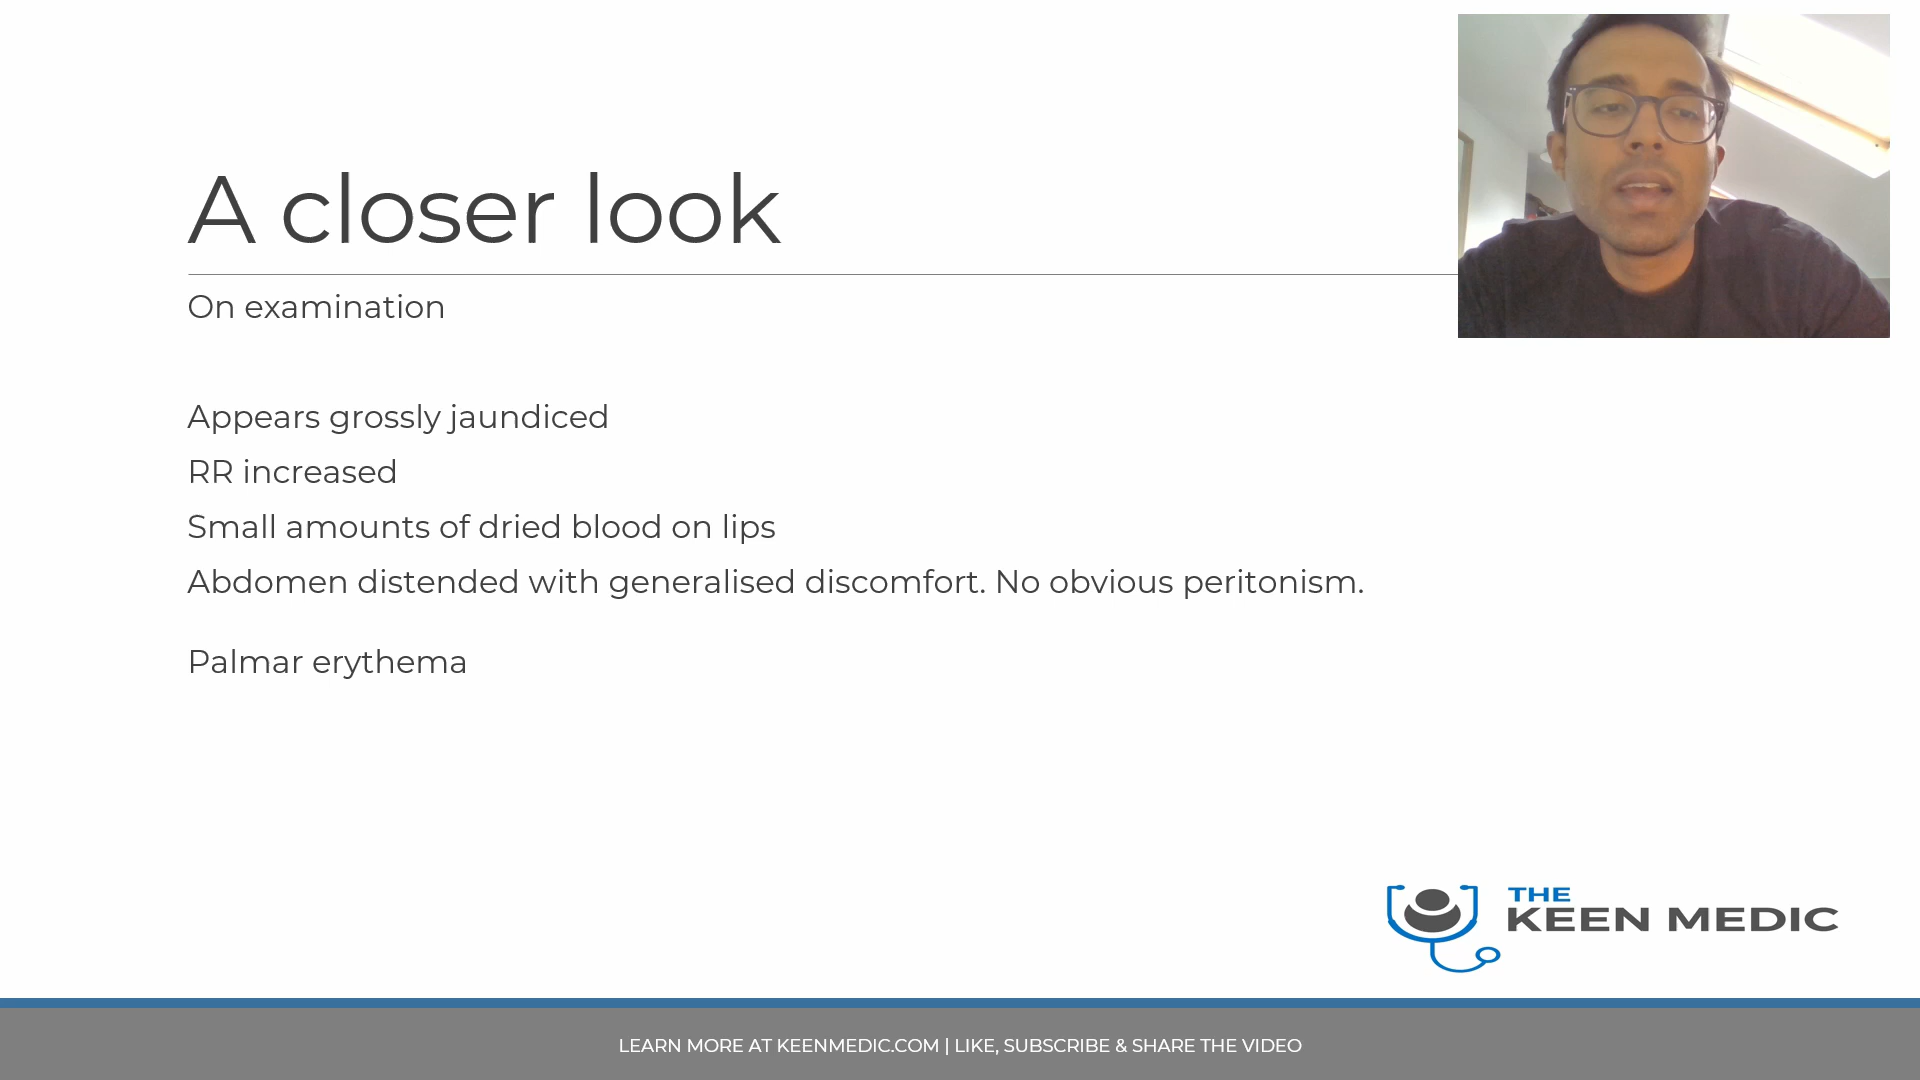 A closer look
On examination
Appears grossly jaundiced
RR increased
Small amounts of dried blood on lips
Abdomen distended with generalised discomfort. No obvious peritonism.
Palmar erythema
THE
KEEN MEDIC
LEARN MORE AT KEENMEDIC.COM | LIKE, SUBSCRIBE & SHARE THE VIDEO